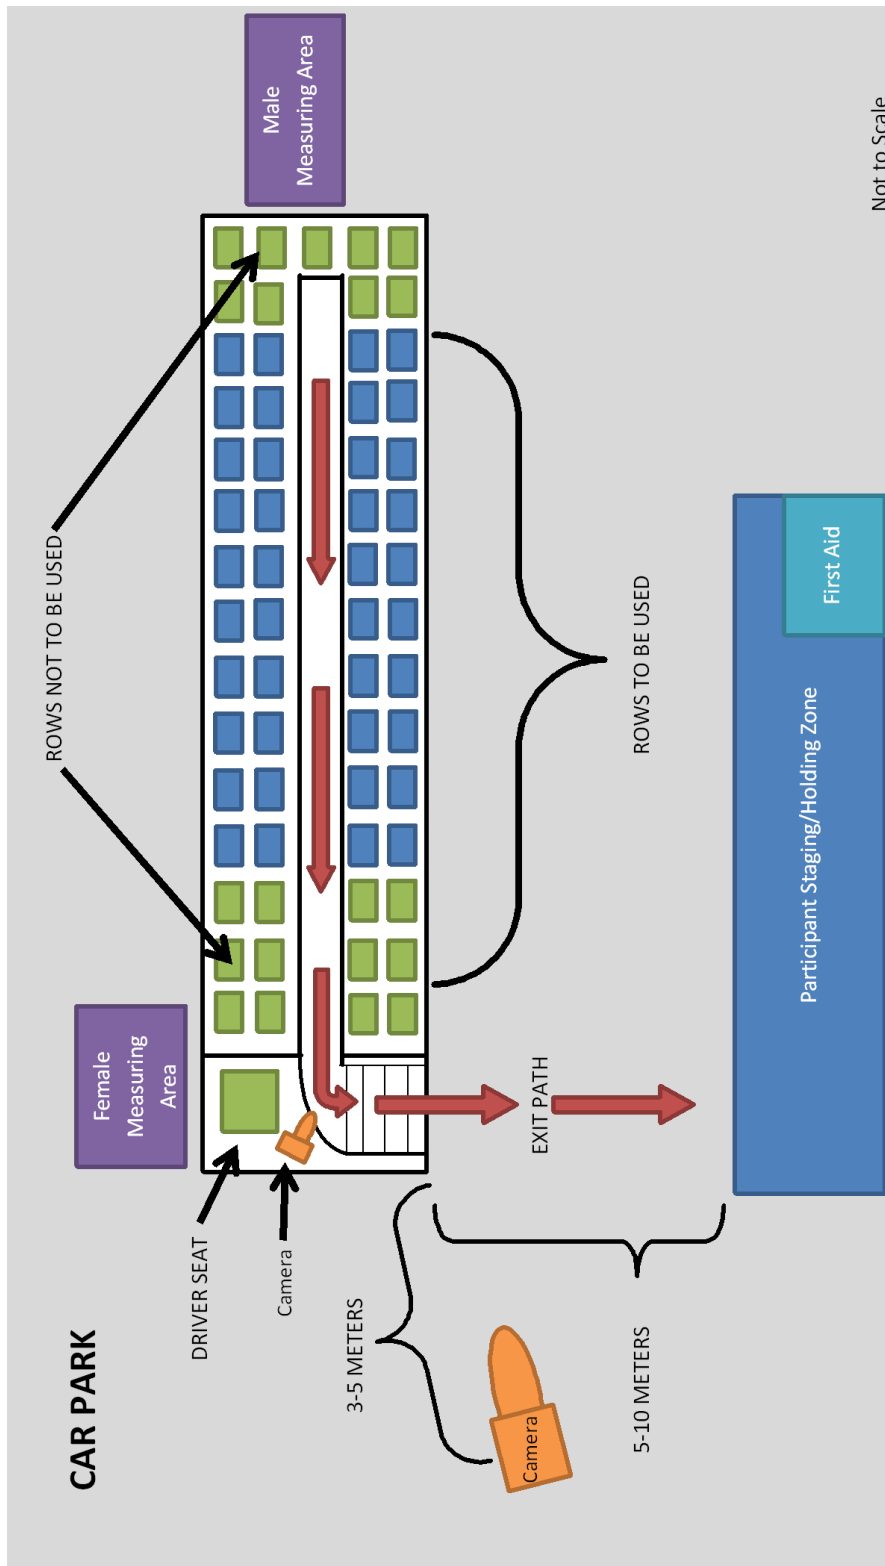 CAR PARK
Female
Measuring
Area
ROWS NOT TO BE USED
Male
Measuring Area
DRIVER SEAT
Camera
3-5 METERS
Camera
5-10 METERS
EXIT PATH
ROWS TO BE USED
Participant Staging/Holding Zone
First Aid
Not to Scale